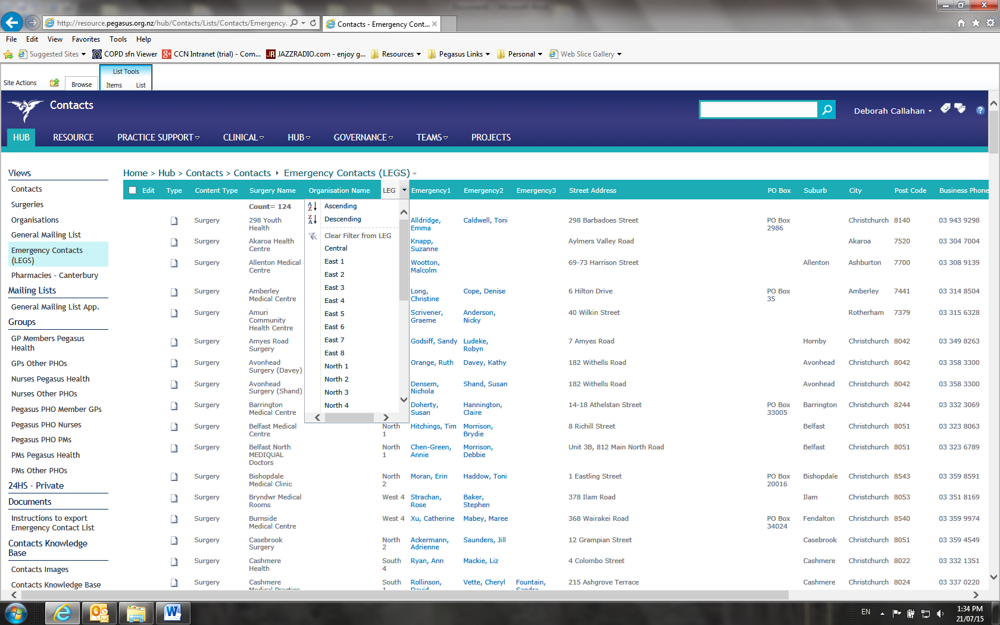 http://resource.pegasus.org.nz/hub/Contacts/Lists/Contacts/Emergency.
Contacts - Emergency Cont...
File Edit View Favorites Tools Help
Suggested Sites COPD sfn Viewer CCN Intranet (trial) - Com... JAZZRADIO.com - enjoy g... Resources Pegasus Links Personal Web Slice Gallery
List Tools
Site Actions Browse Items List
Contacts
Deborah Callahan
HUB RESOURCE PRACTICE SUPPORT CLINICAL HUB GOVERNANCE TEAMS PROJECTS
Views
Contacts
Surgeries
Organisations
General Mailing List
Emergency Contacts
(LEGS)
Pharmacies - Canterbury
Mailing Lists
General Mailing List App.
Groups
GP Members Pegasus
Health
GPs Other PHOs
Nurses Pegasus Health
Nurses Other PHOs
Pegasus PHO Member GPs
Pegasus PHO Nurses
Pegasus PHO PMs
PMs Pegasus Health
PMs Other PHOs
24HS - Private
Documents
Instructions to export
Emergency Contact List
Contacts Knowledge
Base
Contacts Images
Contacts Knowledge Base
Home > Hub > Contacts > Contacts Emergency Contacts (LEGS)
Edit Type Content Type Surgery Name Organisation Name LEG Emergency1 Emergency2 Emergency3 Street Address PO Box Suburb City Post Code Business Phone
Count= 124
Ascending
Descending
Clear Filter from LEG
Central
East 1
East 2
East 3
East 4
East 5
East 6
East 7
East 8
North 1
North 2
North 3
North 4
Surgery 298 Youth Alldridge, Caldwell, Toni 298 Barbadoes Street PO Box Christchurch 8140 03 943 9298
Health Emma 2986
Surgery Akaroa Health Knapp, Aylmers Valley Road Akaroa 7520 03 304 7004
Centre Suzanne
Surgery Allenton Medical Wootton, 69-73 Harrison Street Allenton Ashburton 7700 03 308 9139
Centre Malcolm
Surgery Amberley Long, Cope, Denise 6 Hilton Drive PO Box Amberley 7441 03 314 8504
Medical Centre Christine 35
Surgery Amuri Scrivener, Anderson, 40 Wilkin Street Rotherham 7379 03 315 6328
Community Graeme Nicky
Health Centre
Surgery Amyes Road Godsiff, Sandy Ludeke, 7 Amyes Road Hornby Christchurch 8042 03 349 8263
Surgery Robyn
Surgery Avonhead Orange, Ruth Davey, Kathy 182 Withells Road Avonhead Christchurch 8042 03 358 3300
Surgery (Davey)
Surgery Avonhead Densem, Shand, Susan 182 Withells Road Avonhead Christchurch 8042 03 358 3300
Surgery (Shand) Nichola
Surgery Barrington Doherty, Hannington, 14-18 Athelstan Street PO Box Barrington Christchurch 8244 03 332 3069
Medical Centre Susan Claire 33005
Surgery Belfast Medical North Hitchings, Tim Morrison, 8 Richill Street Belfast Christchurch 8051 03 323 8063
Centre 1 Brydie
Surgery Belfast North North Chen-Green, Morrison, Unit 3B, 812 Main North Road Belfast Christchurch 8051 03 323 6789
MEDIQUAL 1 Annie Debbie
Doctors
Surgery Bishopdale North Moran, Erin Haddow, Toni 1 Eastling Street PO Box Bishopdale Christchurch 8543 03 359 8591
Medical Clinic 2 20016
Surgery Bryndwr Medical West 4 Strachan, Baker, 378 Ilam Road Ilam Christchurch 8053 03 351 8169
Rooms Rose Stephen
Surgery Burnside West 4 Xu, Catherine Mabey, Maree 368 Wairakei Road PO Box Fendalton Christchurch 8540 03 359 9974
Medical Centre 34024
Surgery Casebrook North Ackermann, Saunders, Jill 12 Grampian Street Casebrook Christchurch 8051 03 359 4549
Surgery 2 Adrienne
Surgery Cashmere South Ryan, Ann Mackie, Liz 4 Colombo Street Cashmere Christchurch 8022 03 332 1351
Health 4
Surgery Cashmere South Rollinson, Vette, Cheryl Fountain, 215 Ashgrove Terrace Cashmere Christchurch 8024 03 337 0220
Medical Practice 1 David Sandra
EN 1:34 PM
21/07/15